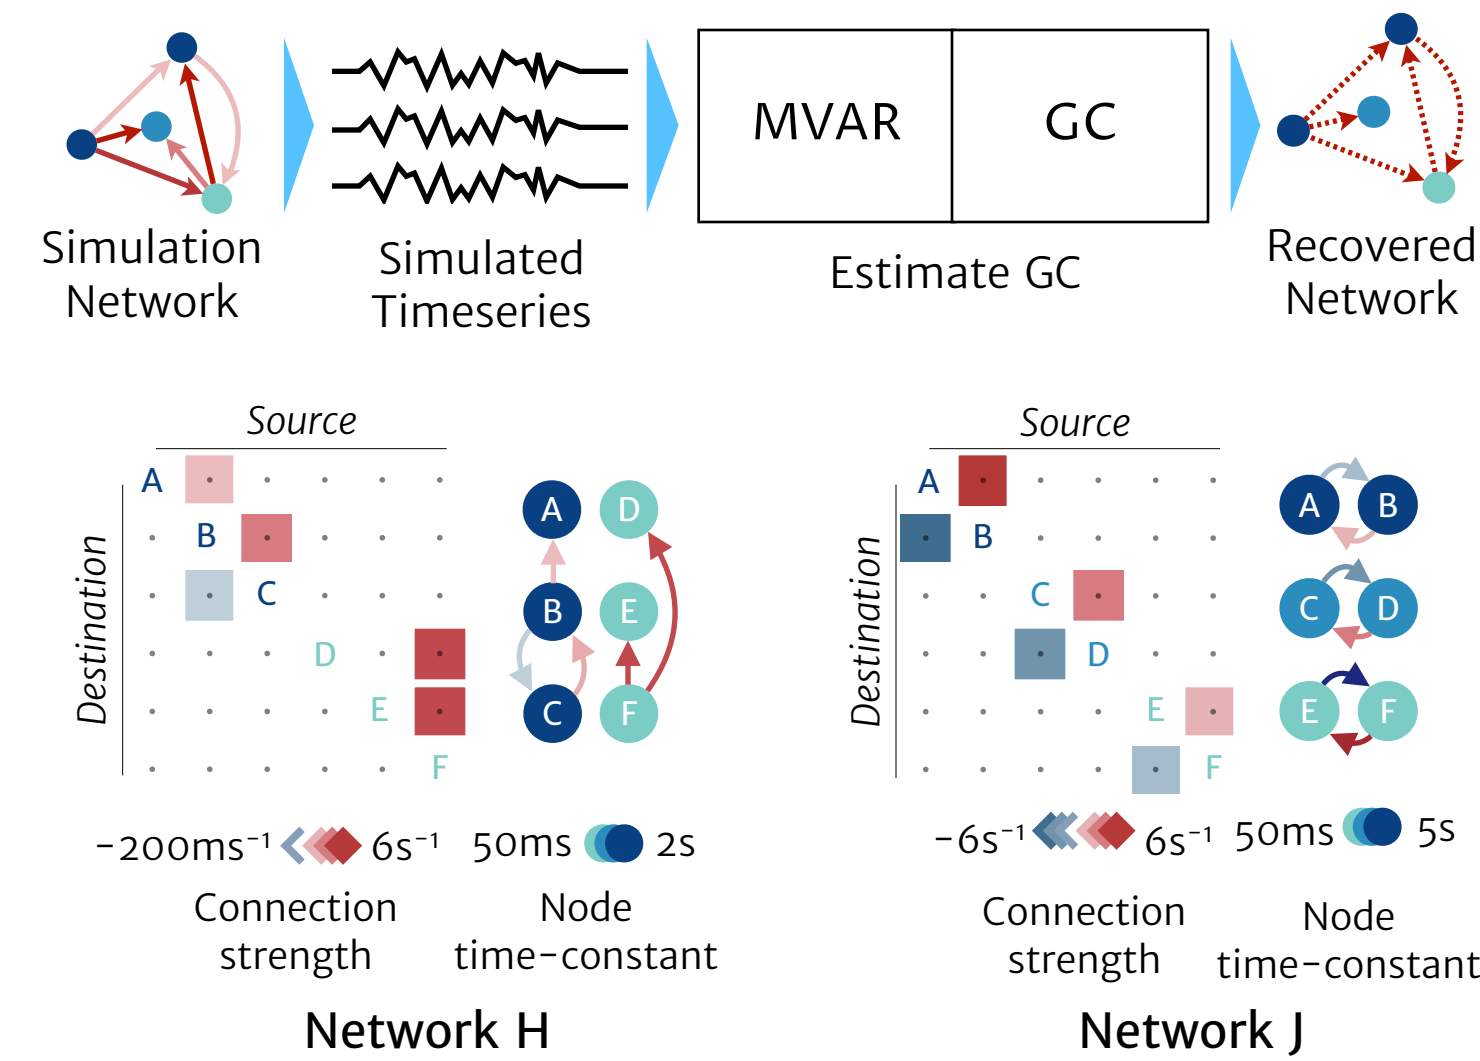 MVAR GC
Simulation
Network
Simulated
Timeseries
Estimate GC
Recovered
Network
Source
Destination
A
B
C
D
E
F
A D
B E
C F
-200ms⁻¹ 6s⁻¹
Connection
strength
50ms 2s
Node
time-constant
Network H
Source
Destination
A
B
C
D
E
F
A B
C D
E F
-6s⁻¹ 6s⁻¹
Connection
strength
50ms 5s
Node
time-constant
Network J